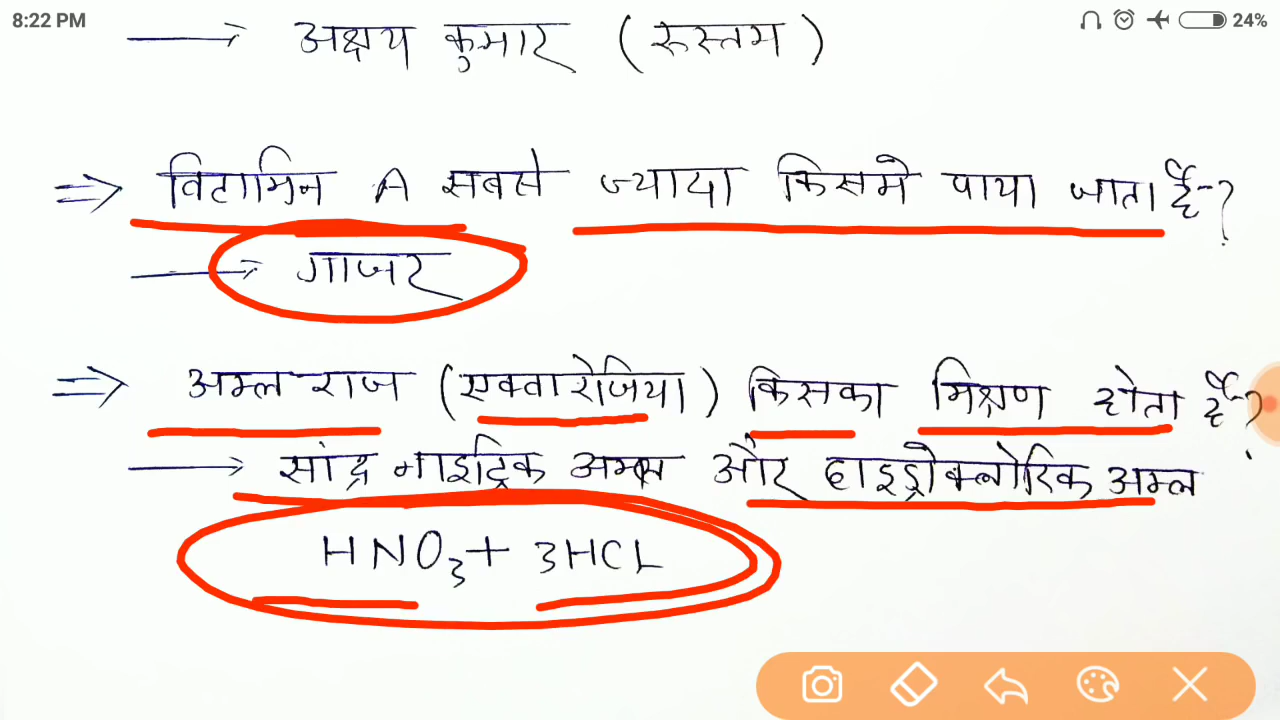 8:22 PM 24%
→ अक्षय कुमार (रुस्तम)
⇒ विटामिन A सबसे ज्यादा किसमे पाया जाता है-?
→ गाजर
⇒ अम्ल राज (एक्वारेजिया) किसका मिश्रण होता है-?
→ सांद्र नाइट्रिक अम्ल और हाइड्रोक्लोरिक अम्ल
HNO₃ + 3HCL